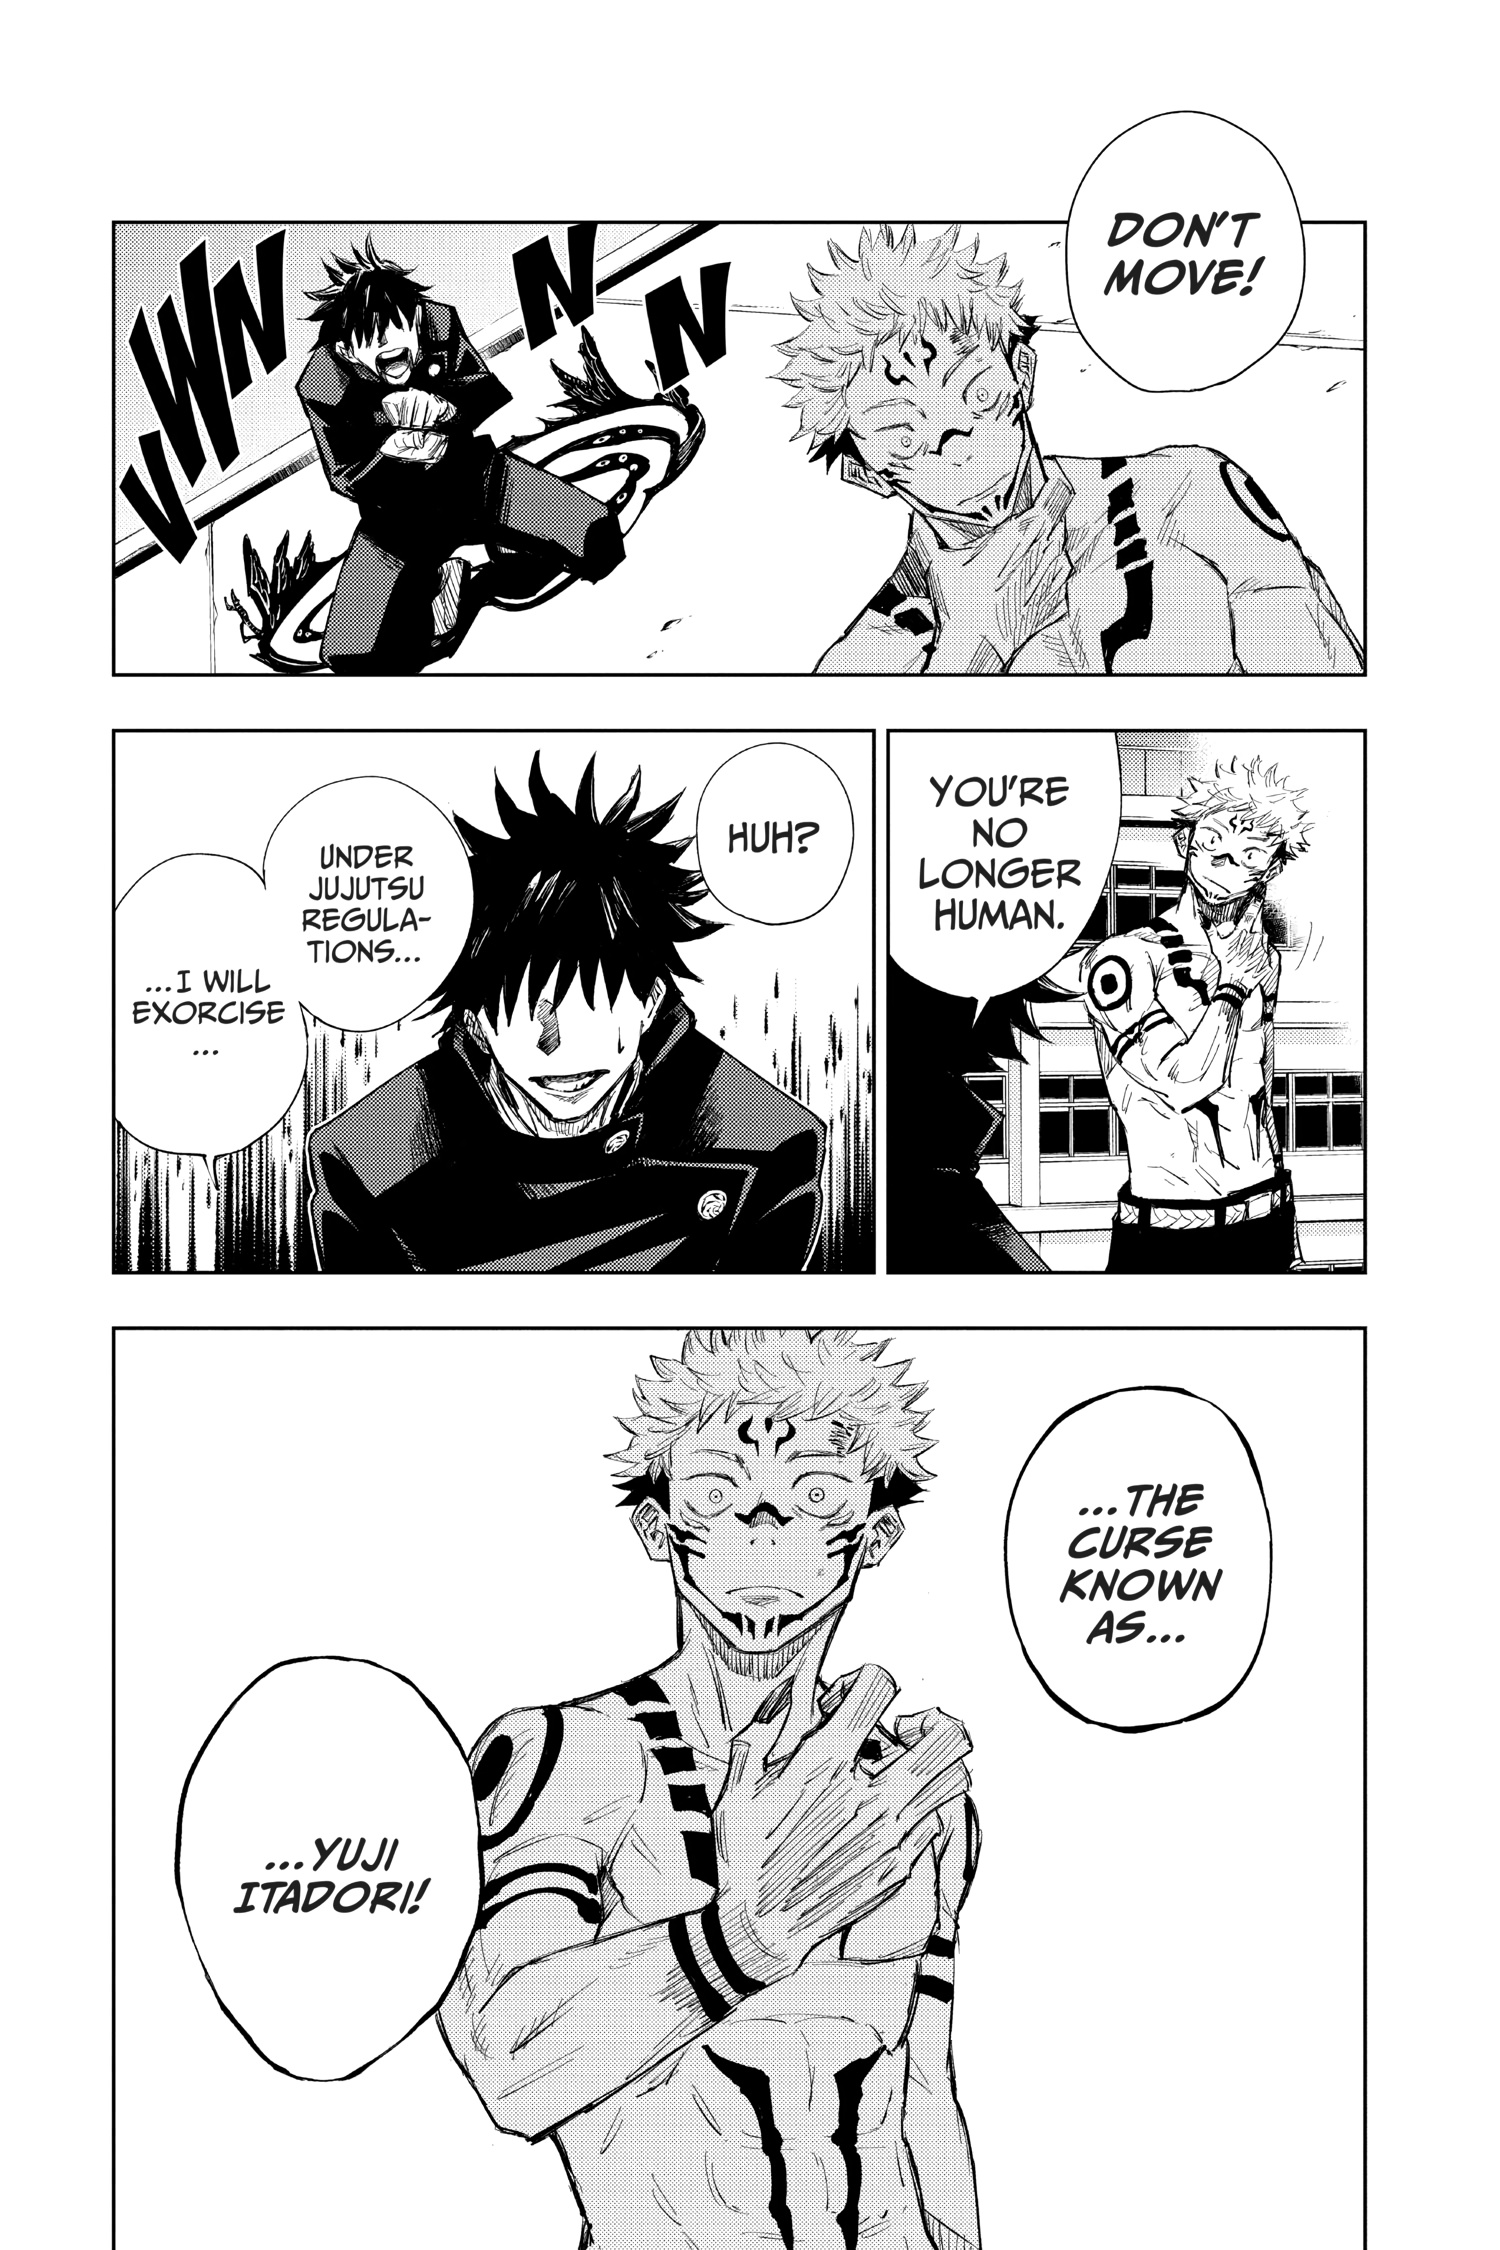 DON'T
MOVE!
VWN
N
N
YOU'RE
NO
LONGER
HUMAN.
HUH?
UNDER
JUJUTSU
REGULA-
TIONS...
...I WILL
EXORCISE
...
...THE
CURSE
KNOWN
AS...
...YUJI
ITADORI!